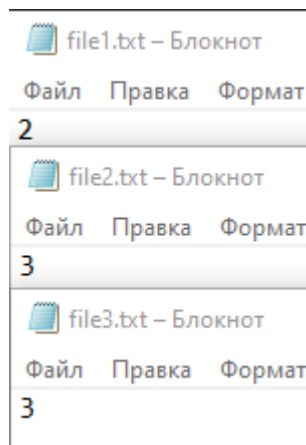 file1.txt – Блокнот
Файл Правка Формат
2
file2.txt – Блокнот
Файл Правка Формат
3
file3.txt – Блокнот
Файл Правка Формат
3